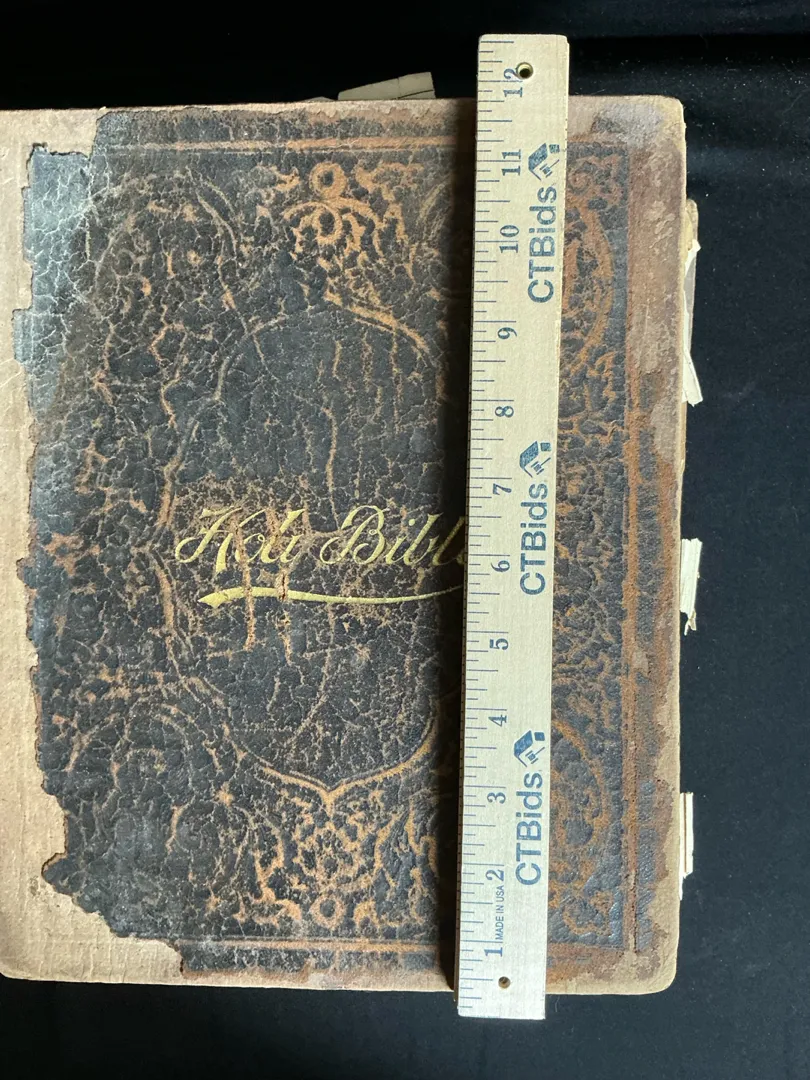 Holy Bible
12
11
10
9
8
7
6
5
4
3
2
1
MADE IN USA
CTBids
CTBids
CTBids